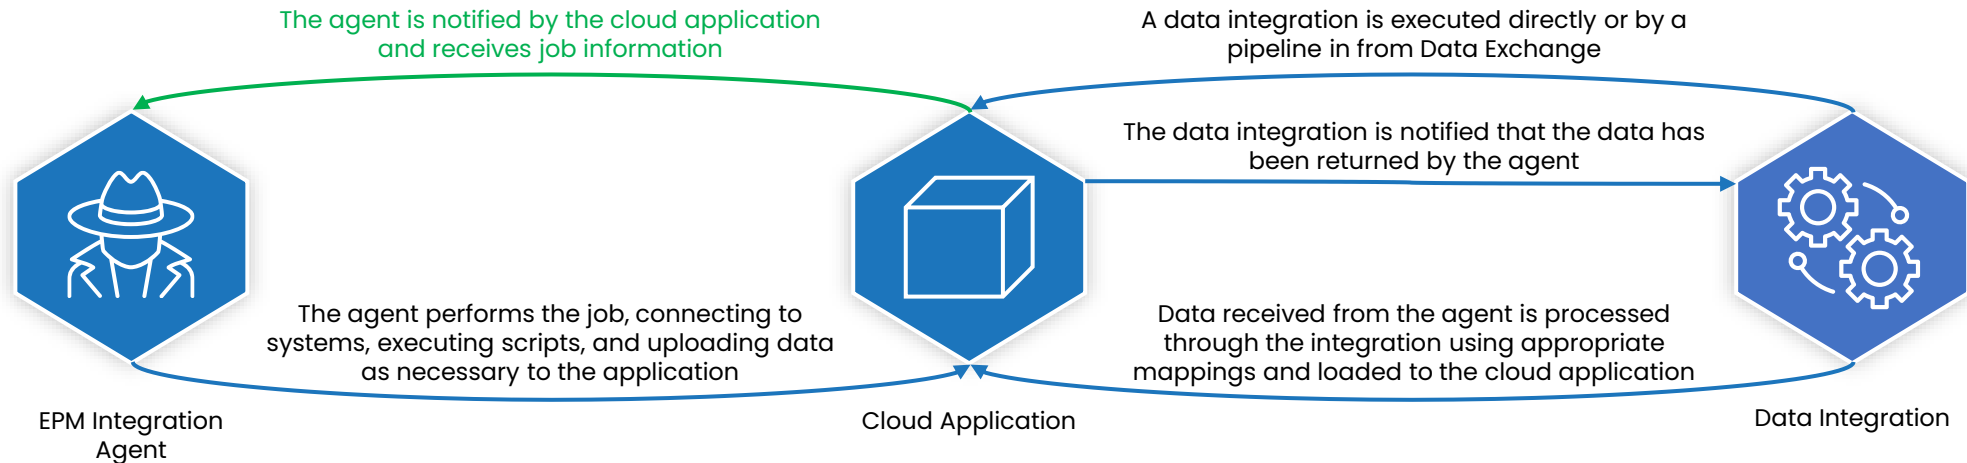 The agent is notified by the cloud application
and receives job information
A data integration is executed directly or by a
pipeline in from Data Exchange
The data integration is notified that the data has
been returned by the agent
The agent performs the job, connecting to
systems, executing scripts, and uploading data
as necessary to the application
Data received from the agent is processed
through the integration using appropriate
mappings and loaded to the cloud application
EPM Integration
Agent
Cloud Application
Data Integration